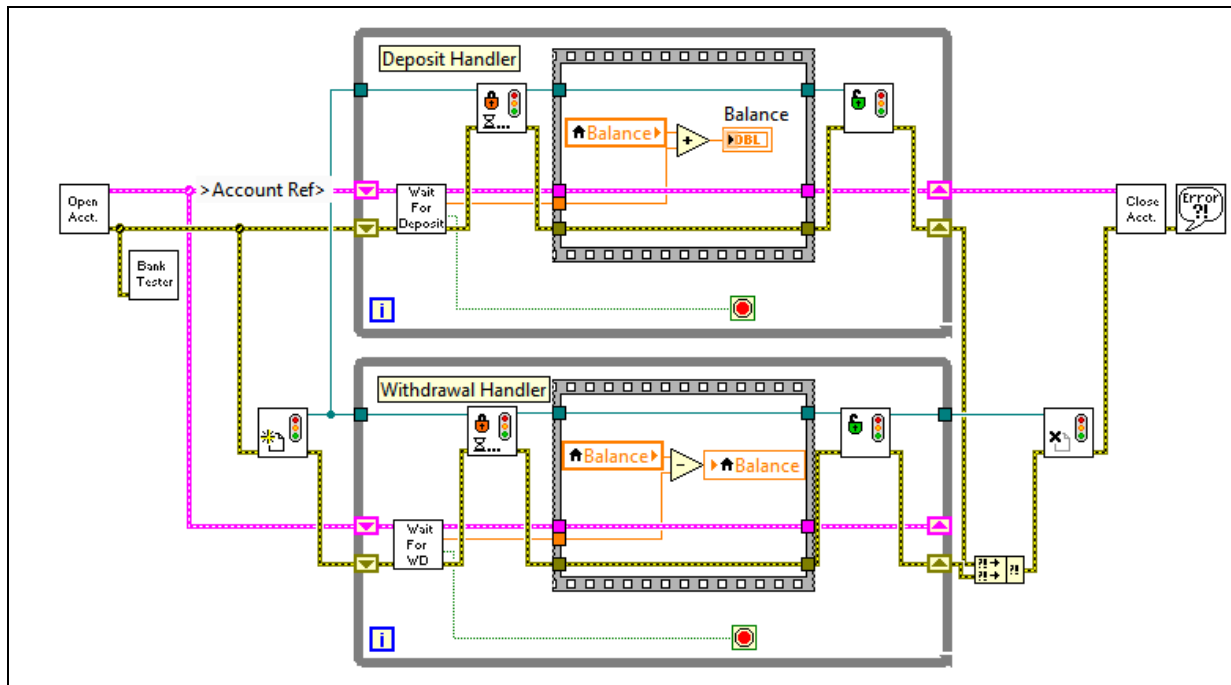 Deposit Handler
Balance
Balance
DBL
>Account Ref>
Open
Acct.
Wait
For
Deposit
Close
Acct.
Error
?!
Bank
Tester
i
Withdrawal Handler
Balance
Balance
Wait
For
WD
?!
?!
?!
i